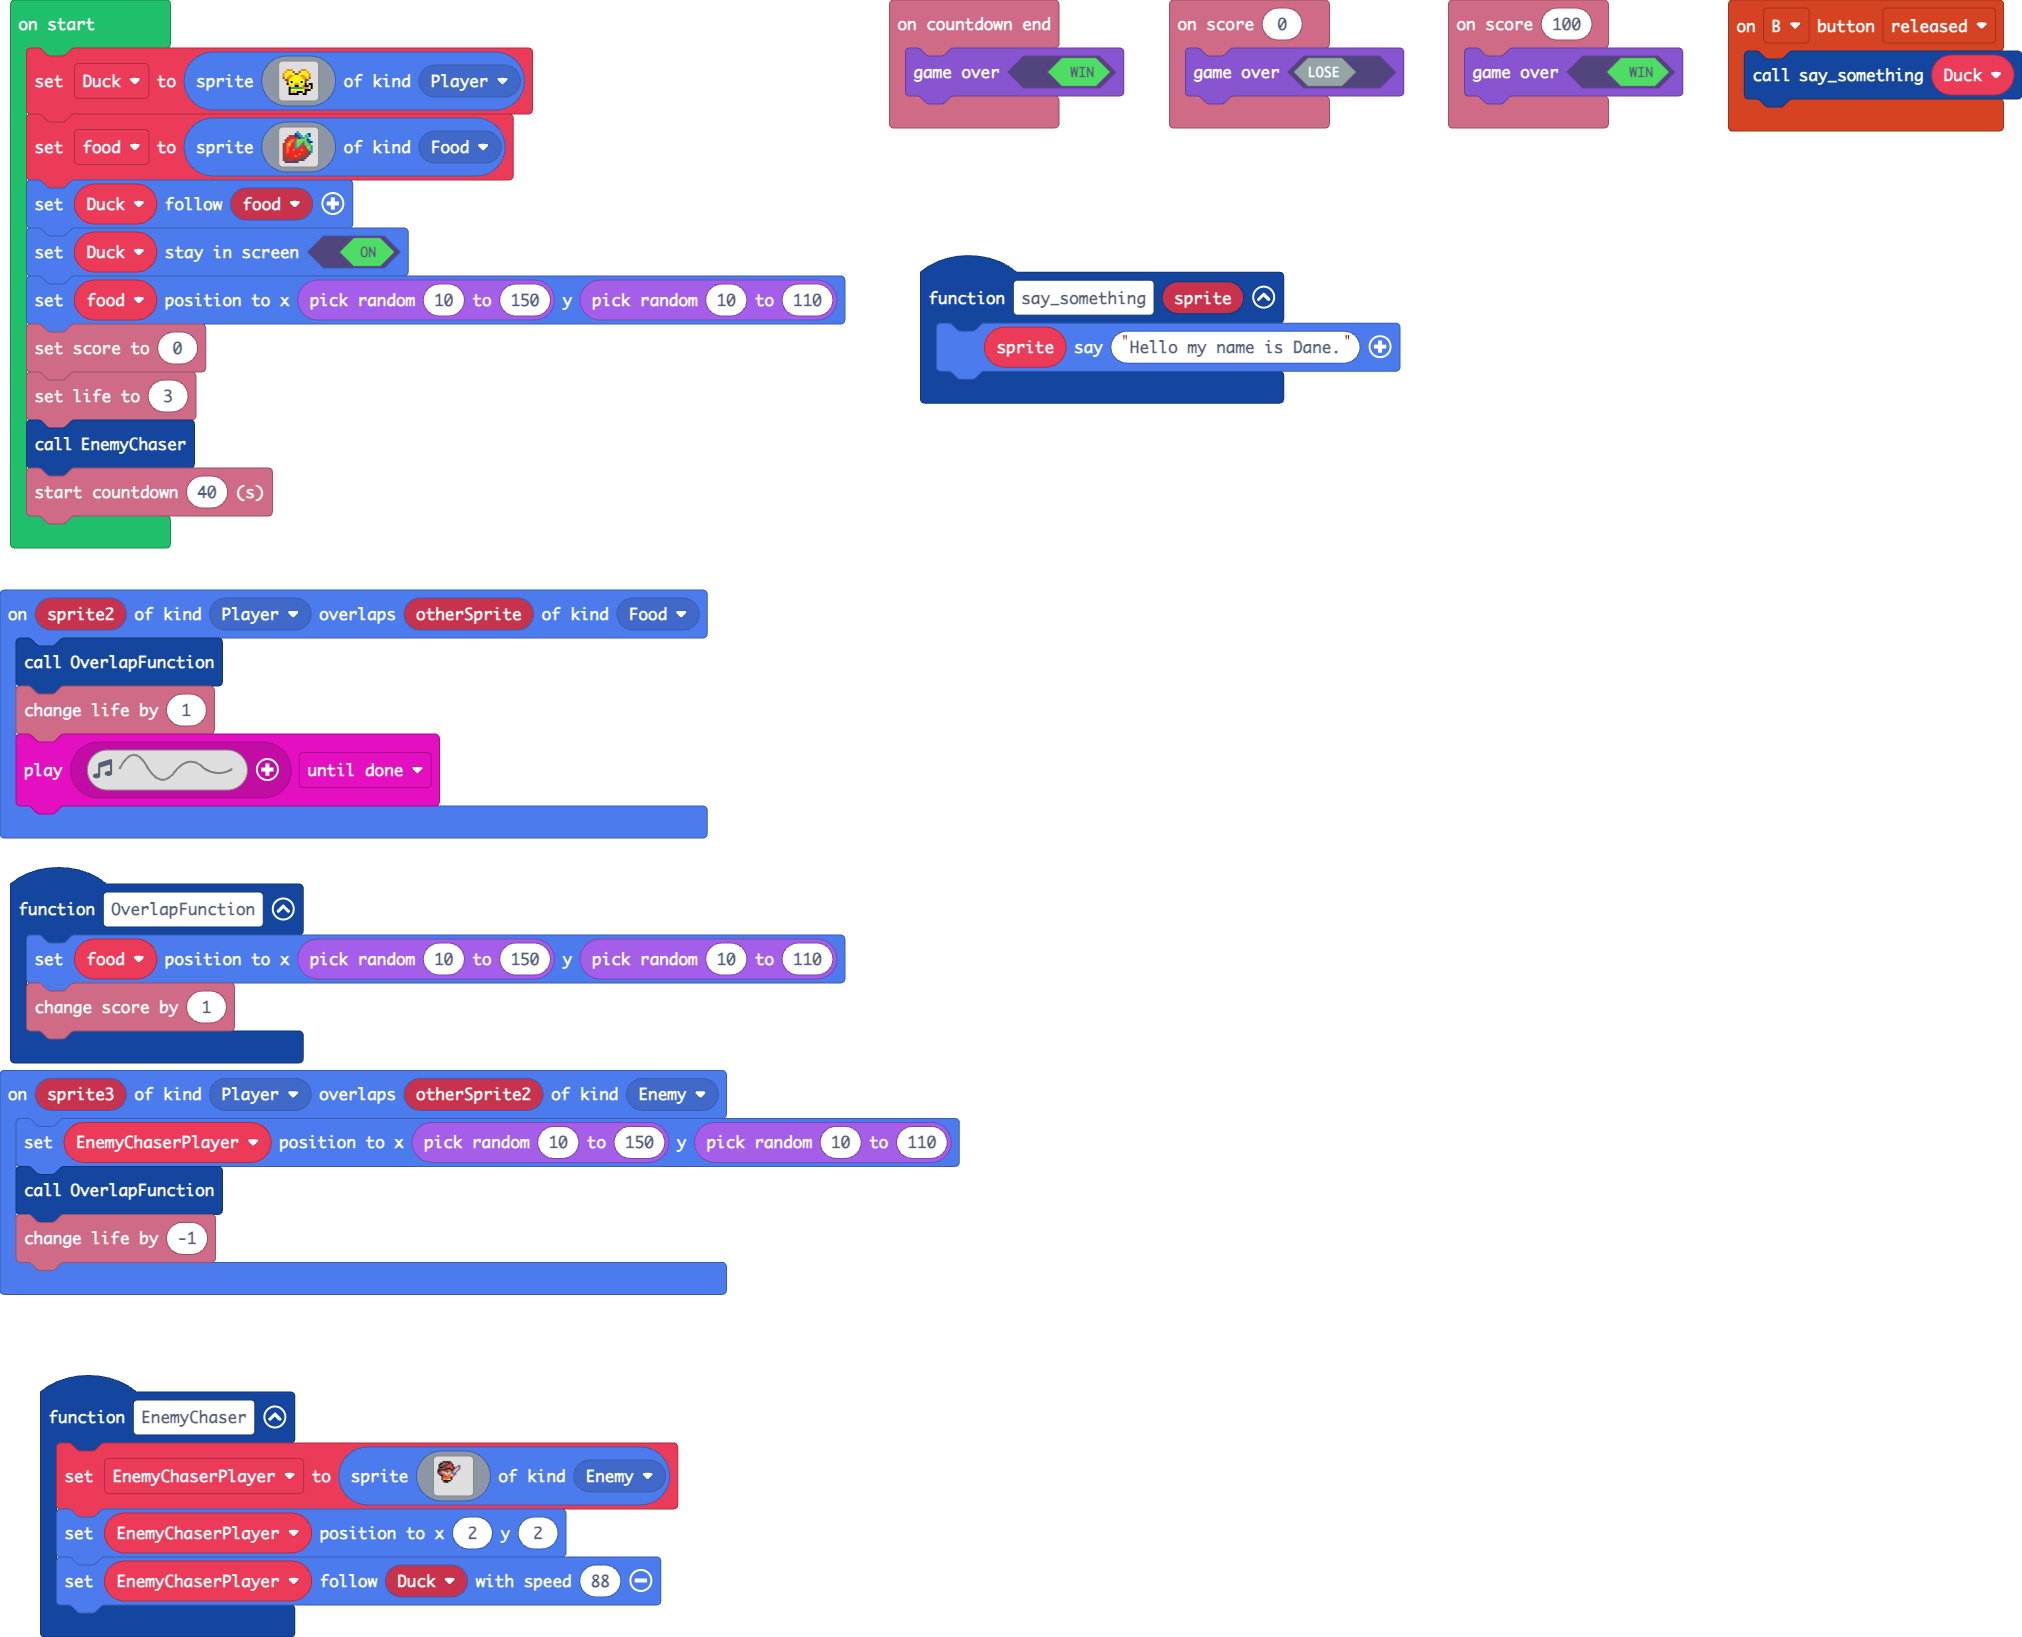 on start
set Duck to sprite of kind Player
set food to sprite of kind Food
set Duck follow food
set Duck stay in screen ON
set food position to x pick random 10 to 150 y pick random 10 to 110
set score to 0
set life to 3
call EnemyChaser
start countdown 40 (s)
on countdown end
game over WIN
on score 0
game over LOSE
on score 100
game over WIN
on B button released
call say_something Duck
function say_something sprite
sprite say "Hello my name is Dane."
on sprite2 of kind Player overlaps otherSprite of kind Food
call OverlapFunction
change life by 1
play until done
function OverlapFunction
set food position to x pick random 10 to 150 y pick random 10 to 110
change score by 1
on sprite3 of kind Player overlaps otherSprite2 of kind Enemy
set EnemyChaserPlayer position to x pick random 10 to 150 y pick random 10 to 110
call OverlapFunction
change life by -1
function EnemyChaser
set EnemyChaserPlayer to sprite of kind Enemy
set EnemyChaserPlayer position to x 2 y 2
set EnemyChaserPlayer follow Duck with speed 88